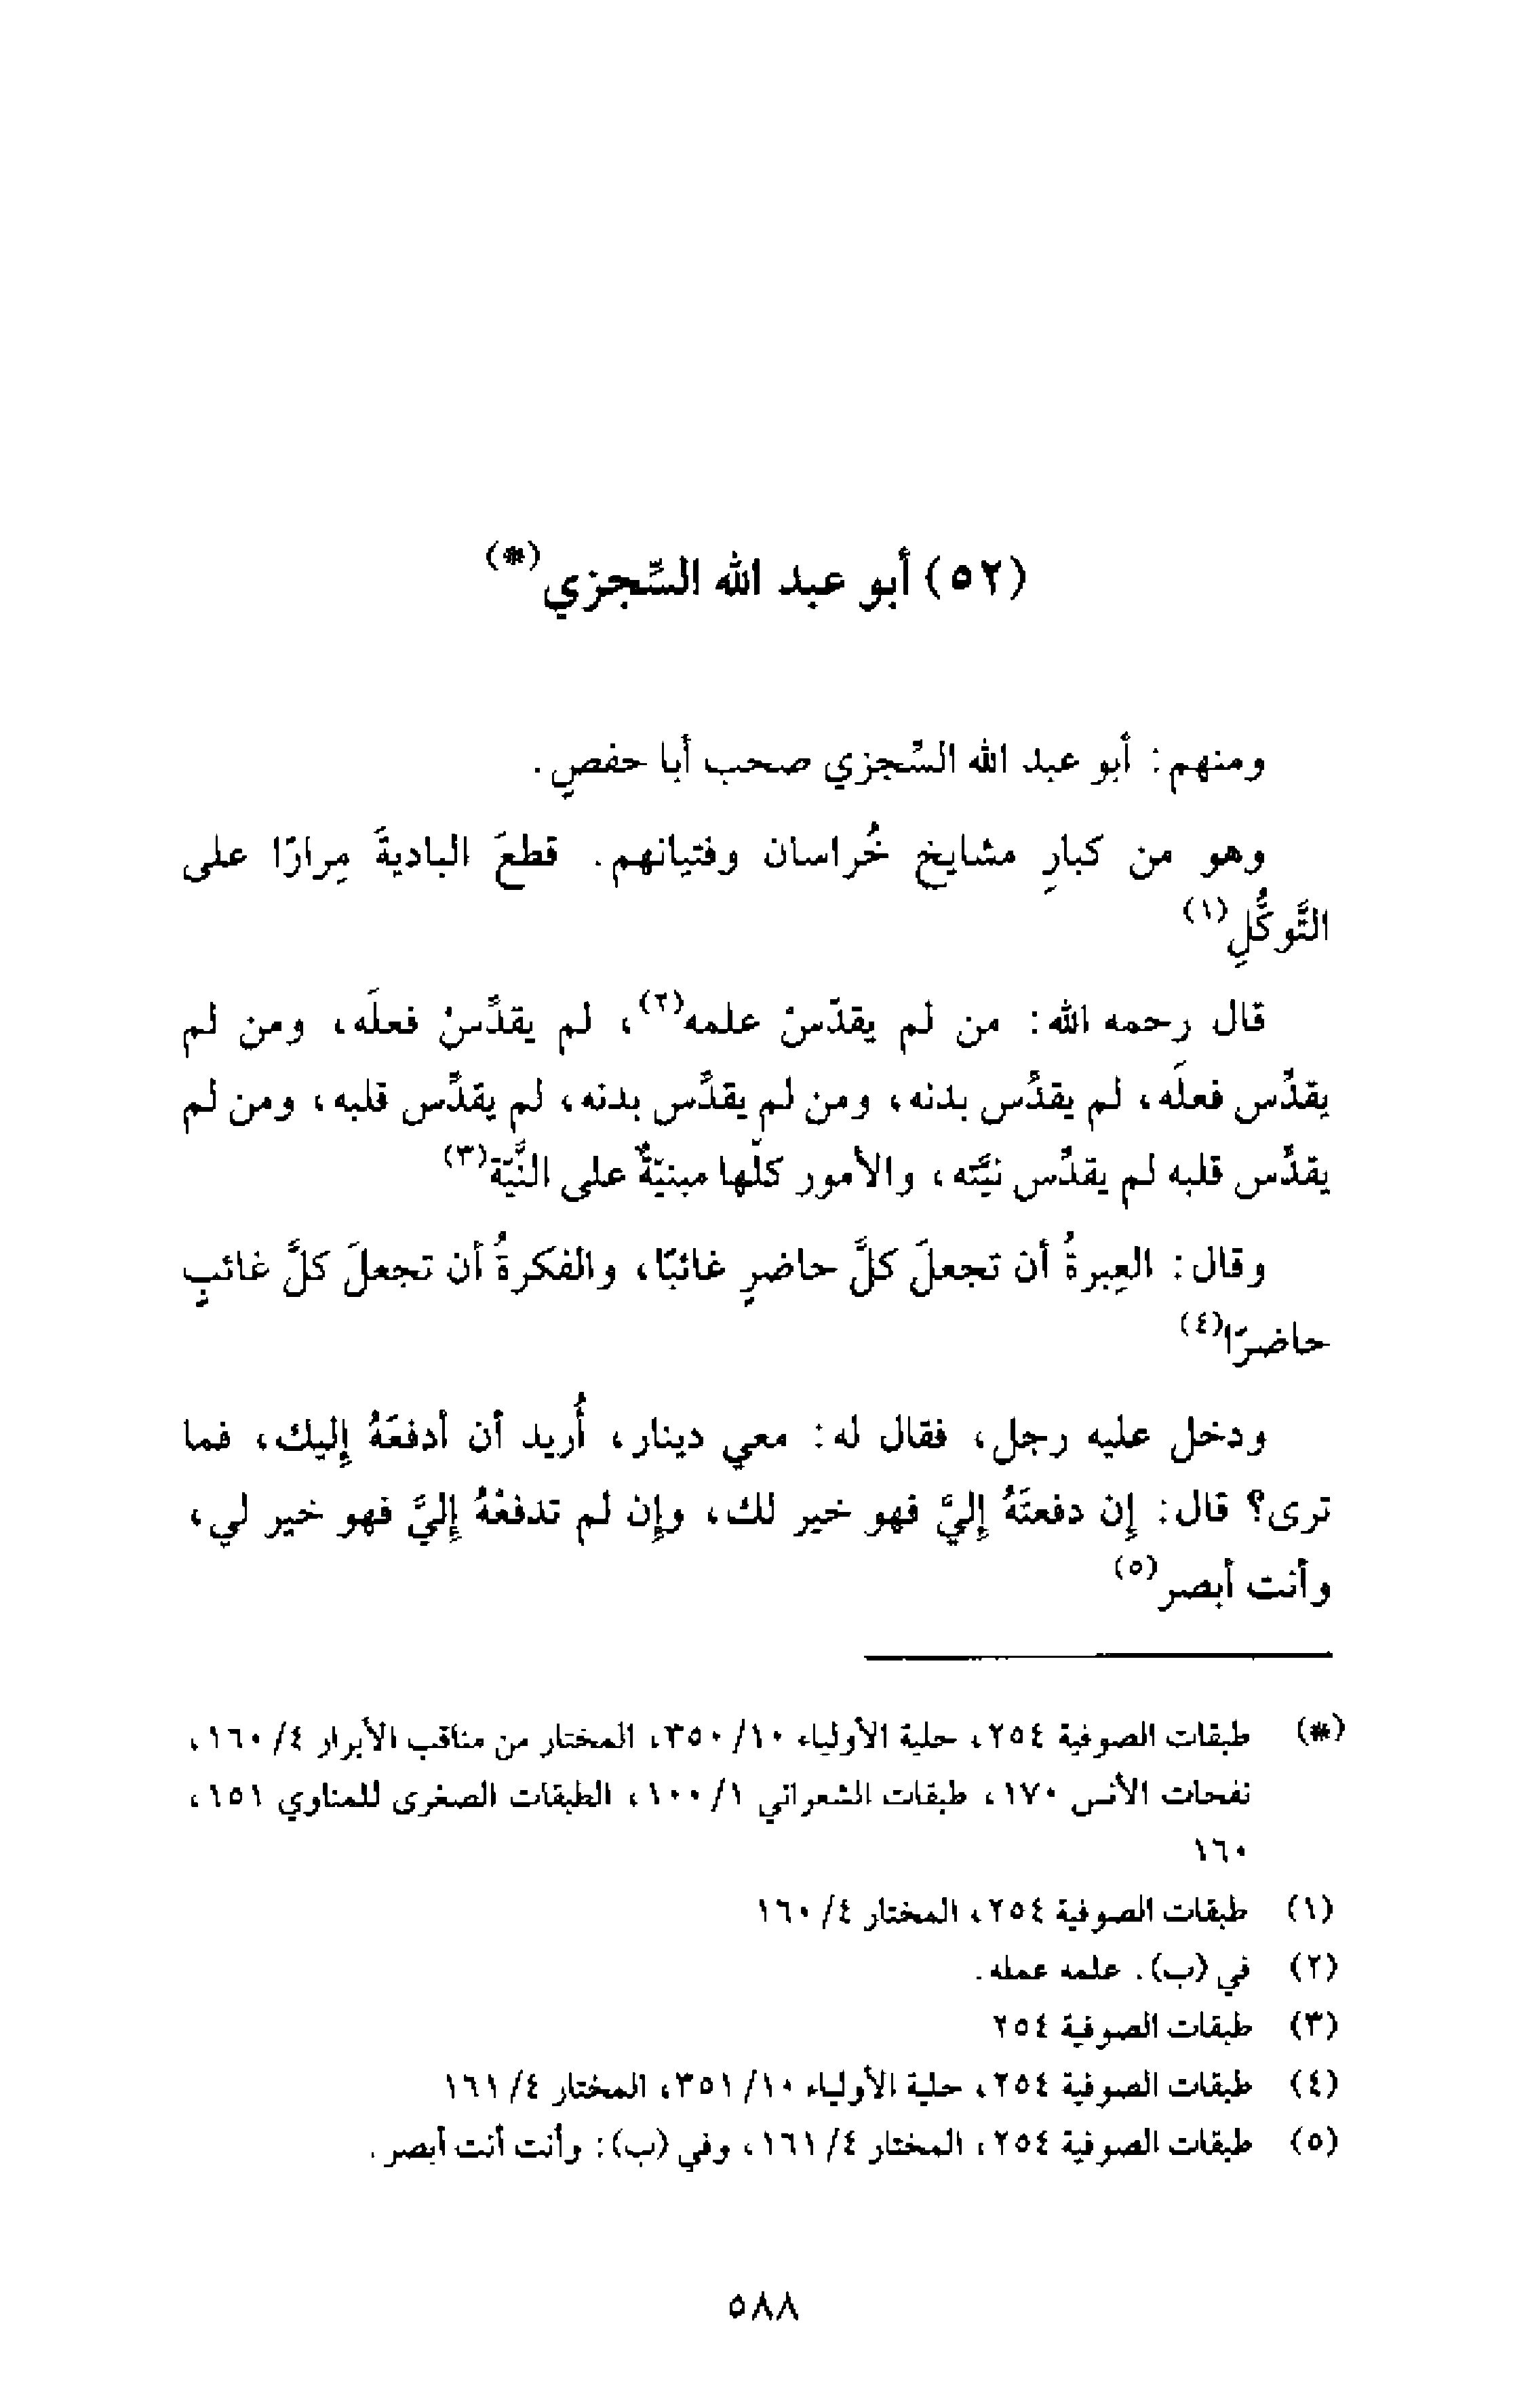 (٥٢) أبو عبد الله السِّجزي(*)
ومنهم: أبو عبد الله السِّجزي صحب أبا حفصٍ.
وهو من كبارِ مشايخ خُراسان وفتيانهم. قطعَ الباديةَ مِرارًا على
التَّوكُّلِ(١)
قال رحمه الله: من لم يقدّسْ علمه(٢)، لم يقدِّسْ فعلَه، ومن لم
يقدِّس فعلَه، لم يقدِّس بدنه، ومن لم يقدِّس بدنه، لم يقدِّس قلبه، ومن لم
يقدِّس قلبه لم يقدِّس نيَّته، والأمور كلّها مبنيّةٌ على النِّيّة(٣)
وقال: العِبرةُ أن تجعلَ كلَّ حاضرٍ غائبًا، والفكرةُ أن تجعلَ كلَّ غائبٍ
حاضرًا(٤)
ودخل عليه رجل، فقال له: معي دينار، أُريد أن أدفعَهُ إليك، فما
ترى؟ قال: إن دفعتَهُ إليَّ فهو خير لك، وإن لم تدفعْهُ إليَّ فهو خير لي،
وأنت أبصر(٥)
(*) طبقات الصوفية ٢٥٤، حلية الأولياء ١٠/ ٣٥٠، المختار من مناقب الأبرار ٤/ ١٦٠،
نفحات الأنس ١٧٠، طبقات الشعراني ١/ ١٠٠، الطبقات الصغرى للمناوي ١٥١،
١٦٠
(١) طبقات الصوفية ٢٥٤، المختار ٤/ ١٦٠
(٢) في (ب). علمه عمله.
(٣) طبقات الصوفية ٢٥٤
(٤) طبقات الصوفية ٢٥٤، حلية الأولياء ١٠/ ٣٥١، المختار ٤/ ١٦١
(٥) طبقات الصوفية ٢٥٤، المختار ٤/ ١٦١، وفي (ب): وأنت أنت أبصر.
٥٨٨